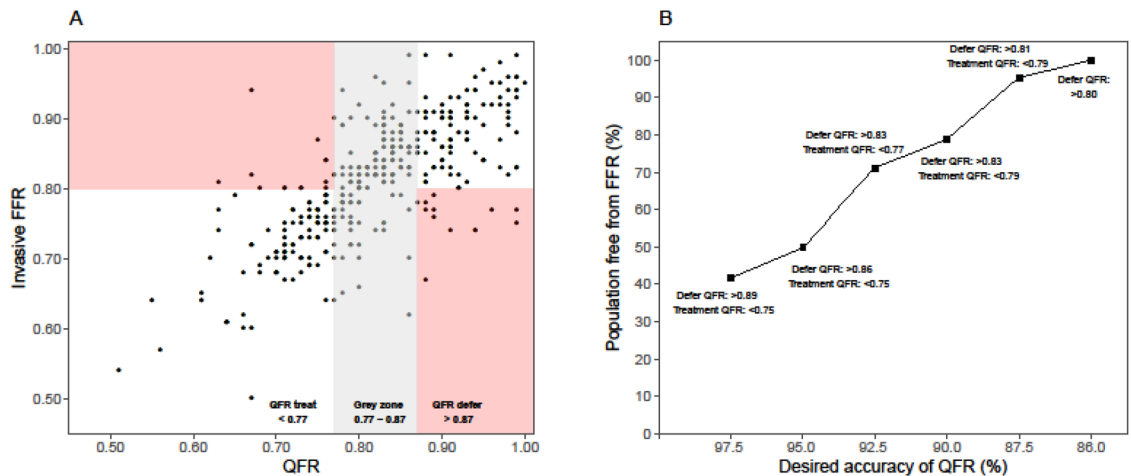 A
Invasive FFR
1.00
0.90
0.80
0.70
0.60
0.50
QFR treat
< 0.77
Grey zone
0.77 – 0.87
QFR defer
> 0.87
0.50
0.60
0.70
0.80
0.90
1.00
QFR
B
Population free from FFR (%)
100
90
80
70
60
50
40
30
20
10
0
Defer QFR: >0.89
Treatment QFR: <0.75
Defer QFR: >0.86
Treatment QFR: <0.75
Defer QFR: >0.83
Treatment QFR: <0.77
Defer QFR: >0.83
Treatment QFR: <0.79
Defer QFR: >0.81
Treatment QFR: <0.79
Defer QFR:
>0.80
97.5
95.0
92.5
90.0
87.5
86.0
Desired accuracy of QFR (%)